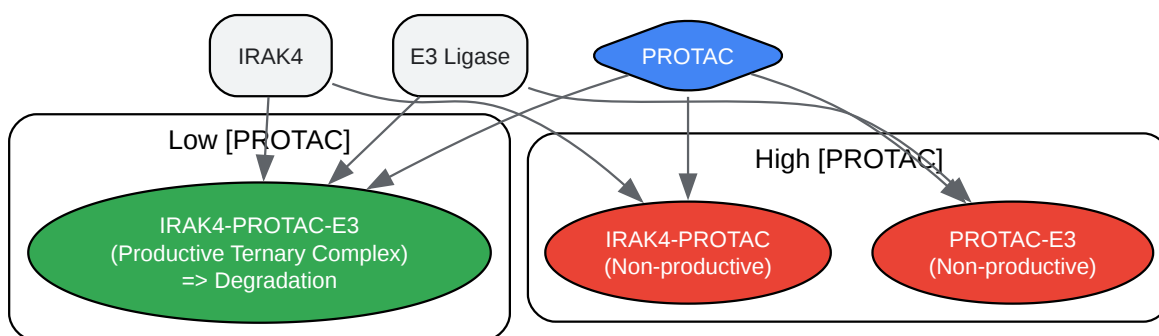 IRAK4
E3 Ligase
PROTAC
Low [PROTAC]
High [PROTAC]
IRAK4-PROTAC-E3
(Productive Ternary Complex)
=> Degradation
IRAK4-PROTAC
(Non-productive)
PROTAC-E3
(Non-productive)